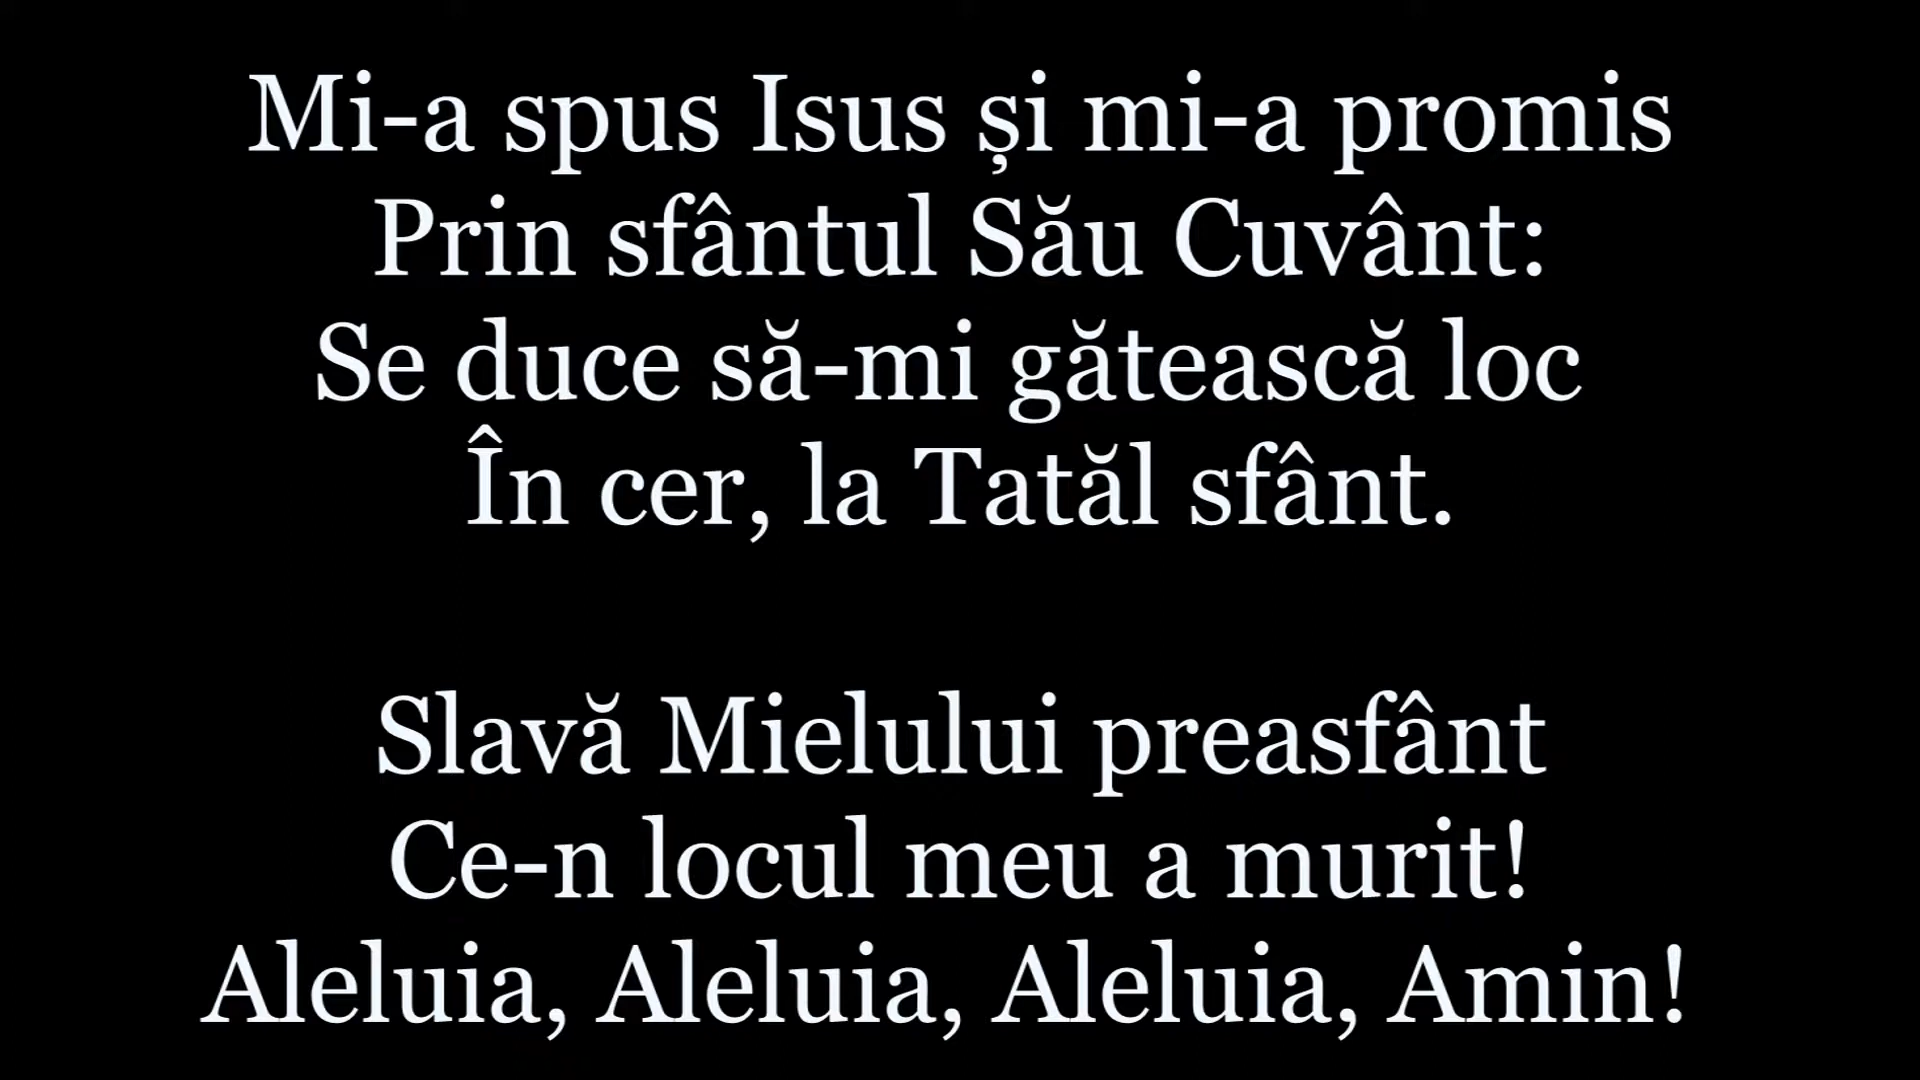 Mi-a spus Isus și mi-a promis
Prin sfântul Său Cuvânt:
Se duce să-mi gătească loc
În cer, la Tatăl sfânt.
Slavă Mielului preasfânt
Ce-n locul meu a murit!
Aleluia, Aleluia, Aleluia, Amin!